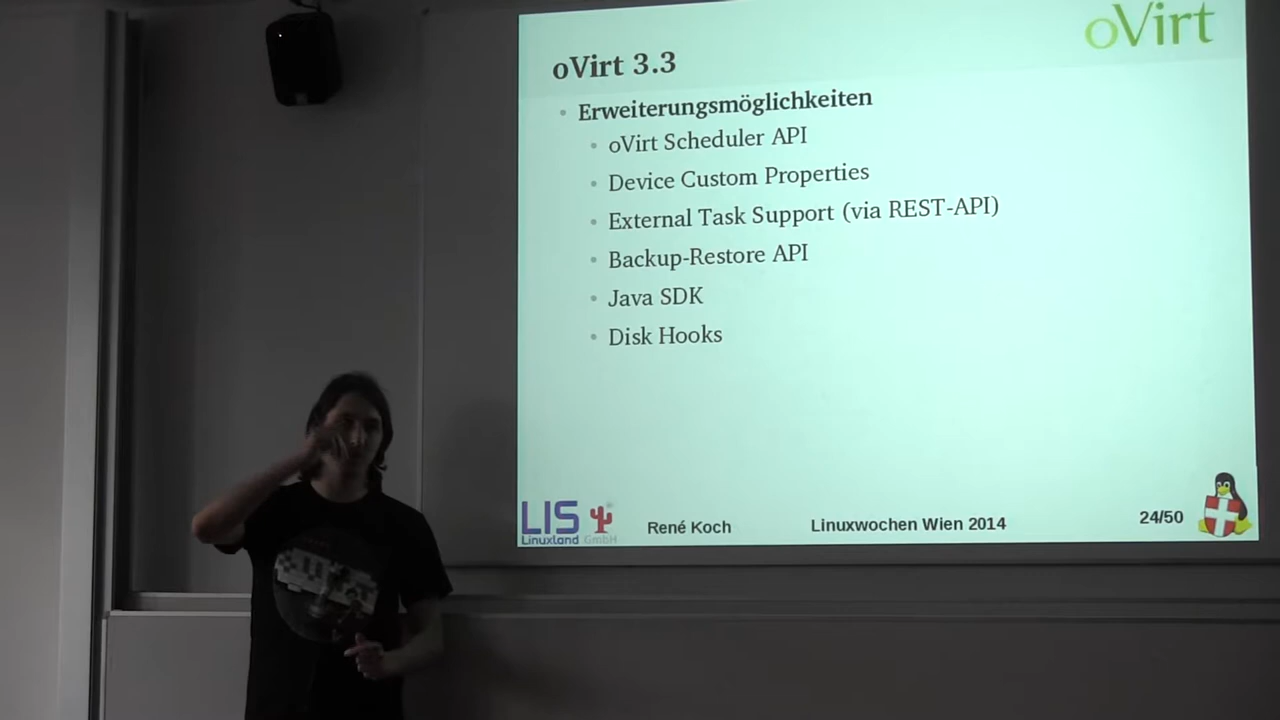 oVirt
oVirt 3.3
Erweiterungsmöglichkeiten
oVirt Scheduler API
Device Custom Properties
External Task Support (via REST-API)
Backup-Restore API
Java SDK
Disk Hooks
LIS
Linuxland GmbH
René Koch
Linuxwochen Wien 2014
24/50